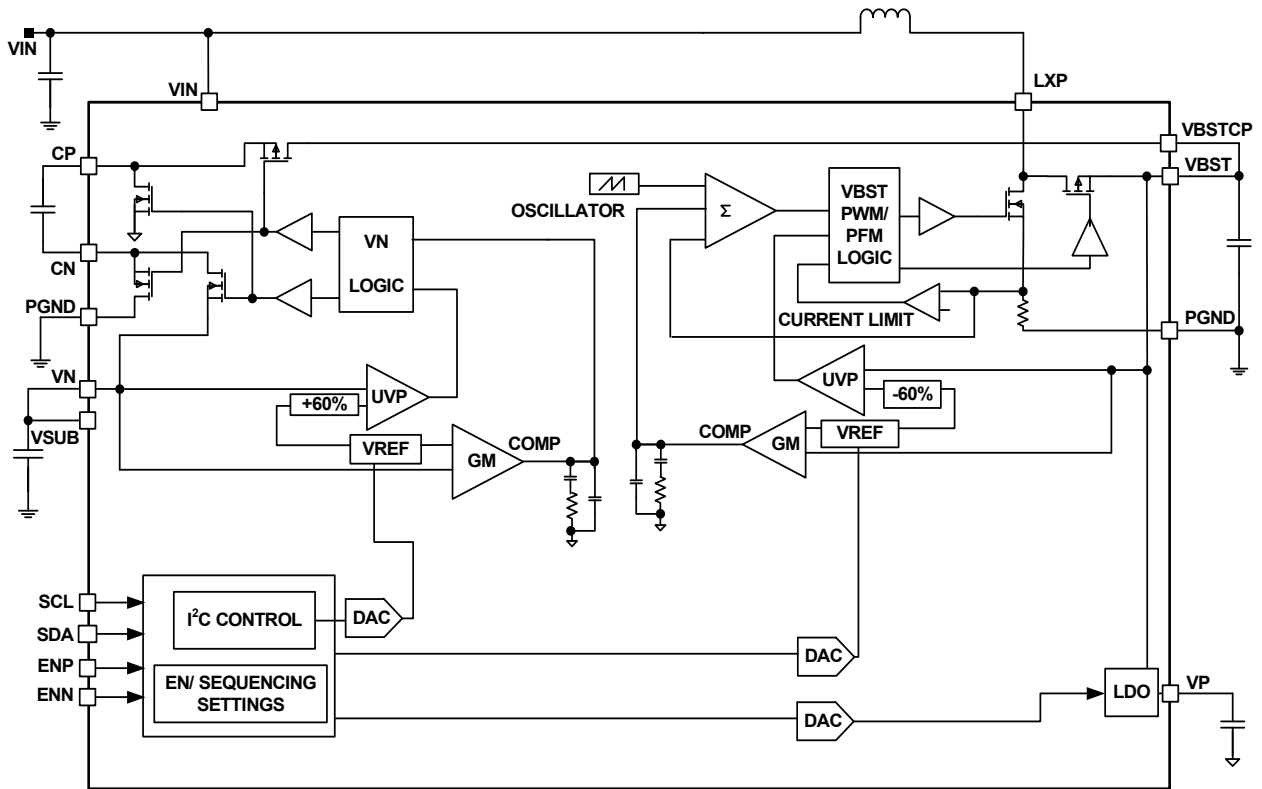 VIN
VIN
LXP
CP
VBSTCP
VBST
OSCILLATOR
Σ
VBST
PWM/
PFM
LOGIC
VN
LOGIC
CN
PGND
CURRENT LIMIT
PGND
VN
UVP
+60%
UVP
-60%
VSUB
VREF
GM
COMP
COMP
GM
VREF
SCL
SDA
ENP
ENN
I²C CONTROL
DAC
EN/ SEQUENCING
SETTINGS
DAC
DAC
LDO
VP